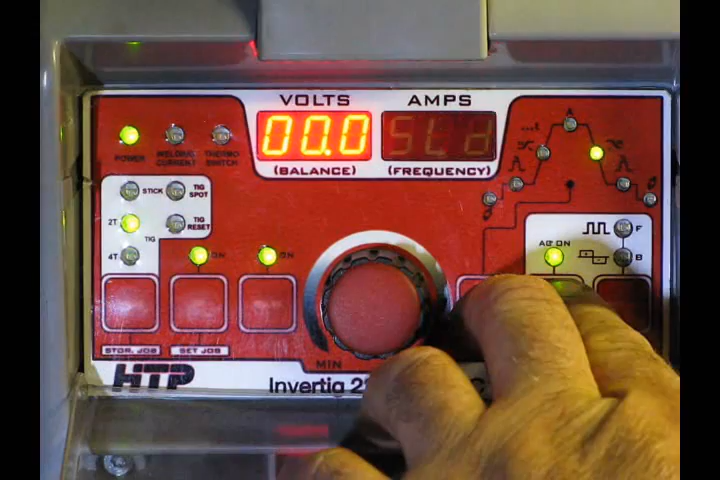 VOLTS AMPS
00.0 Std
(BALANCE) (FREQUENCY)
POWER WELDING CURRENT THERMO SWITCH
STICK TIG SPOT
2T TIG RESET
TIG
4T
ON ON AC ON
F
B
MIN
STOR. JOB SET JOB
HTP Invertig 2